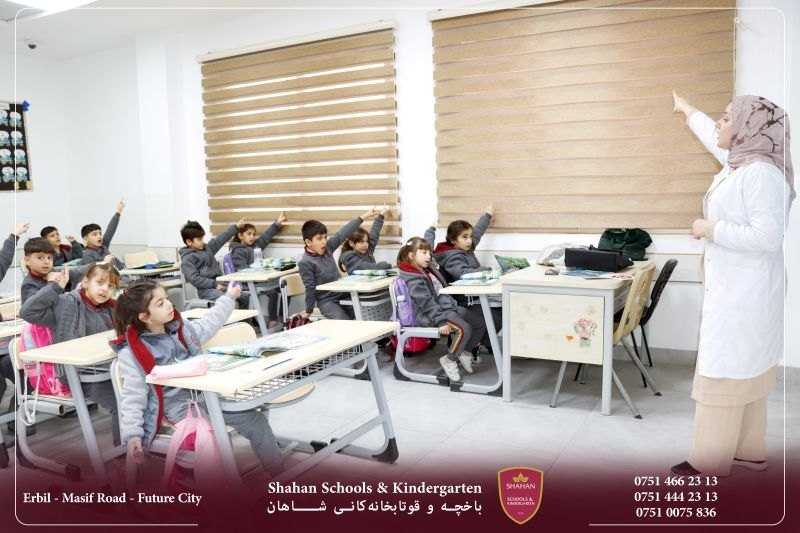 Erbil - Masif Road - Future City
Shahan Schools & Kindergarten
باخچە و قوتابخانەکانی شاهان
SHAHAN
SCHOOLS &
KINDERGARTEN
0751 466 23 13
0751 444 23 13
0751 0075 836